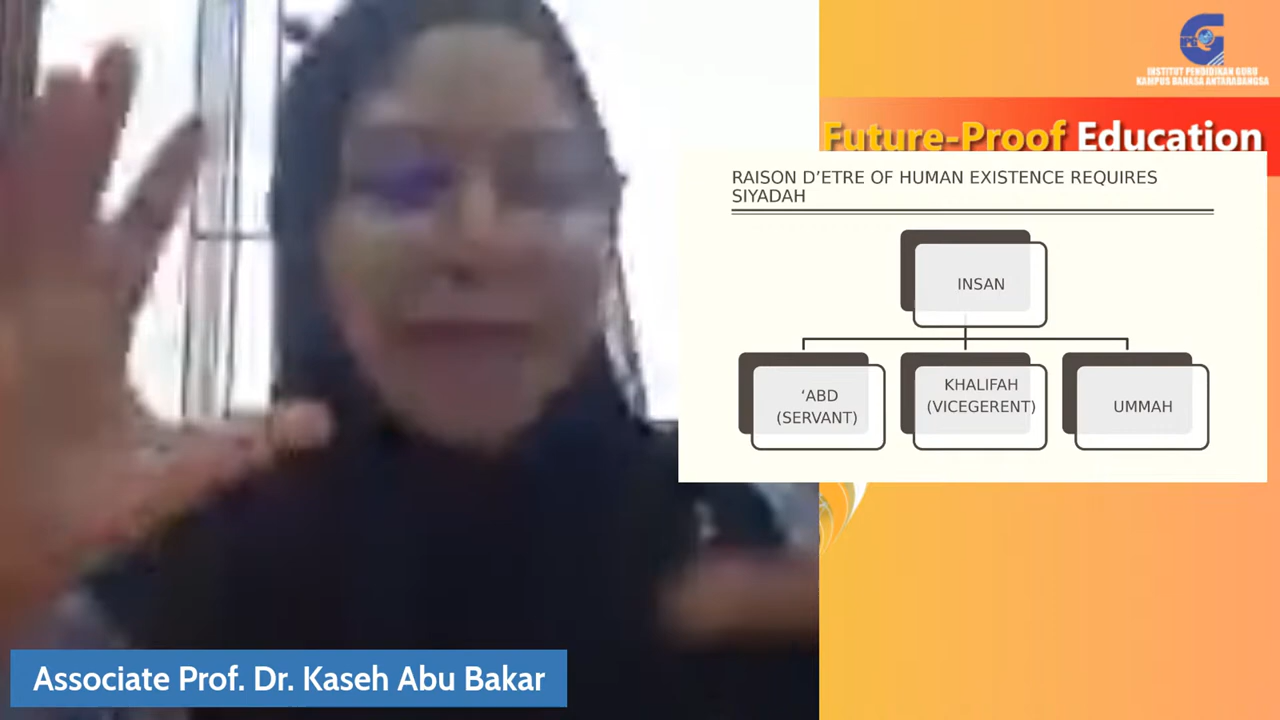 INSTITUT PENDIDIKAN GURU
KAMPUS BAHASA ANTARABANGSA
Future-Proof Education
RAISON D’ETRE OF HUMAN EXISTENCE REQUIRES
SIYADAH
INSAN
‘ABD
(SERVANT)
KHALIFAH
(VICEGERENT)
UMMAH
Associate Prof. Dr. Kaseh Abu Bakar